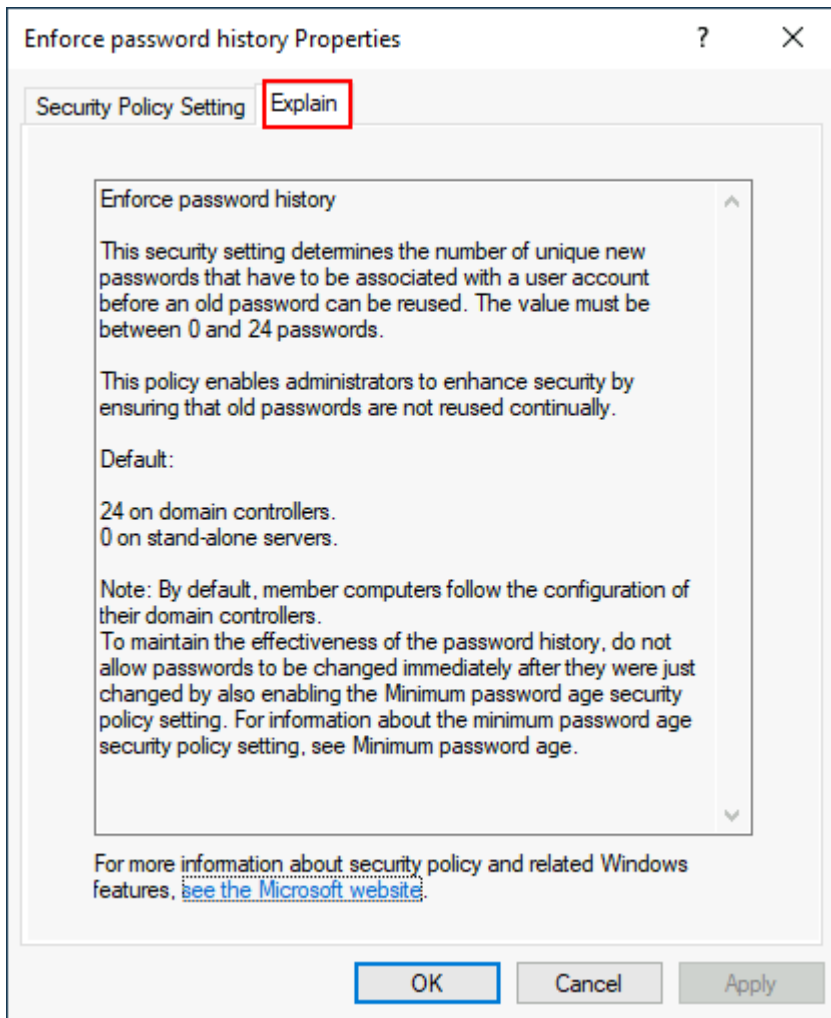 Enforce password history Properties
?
Security Policy Setting
Explain
Enforce password history
This security setting determines the number of unique new
passwords that have to be associated with a user account
before an old password can be reused. The value must be
between 0 and 24 passwords.
This policy enables administrators to enhance security by
ensuring that old passwords are not reused continually.
Default:
24 on domain controllers.
0 on stand-alone servers.
Note: By default, member computers follow the configuration of
their domain controllers.
To maintain the effectiveness of the password history, do not
allow passwords to be changed immediately after they were just
changed by also enabling the Minimum password age security
policy setting. For information about the minimum password age
security policy setting, see Minimum password age.
For more information about security policy and related Windows
features, see the Microsoft website.
OK
Cancel
Apply